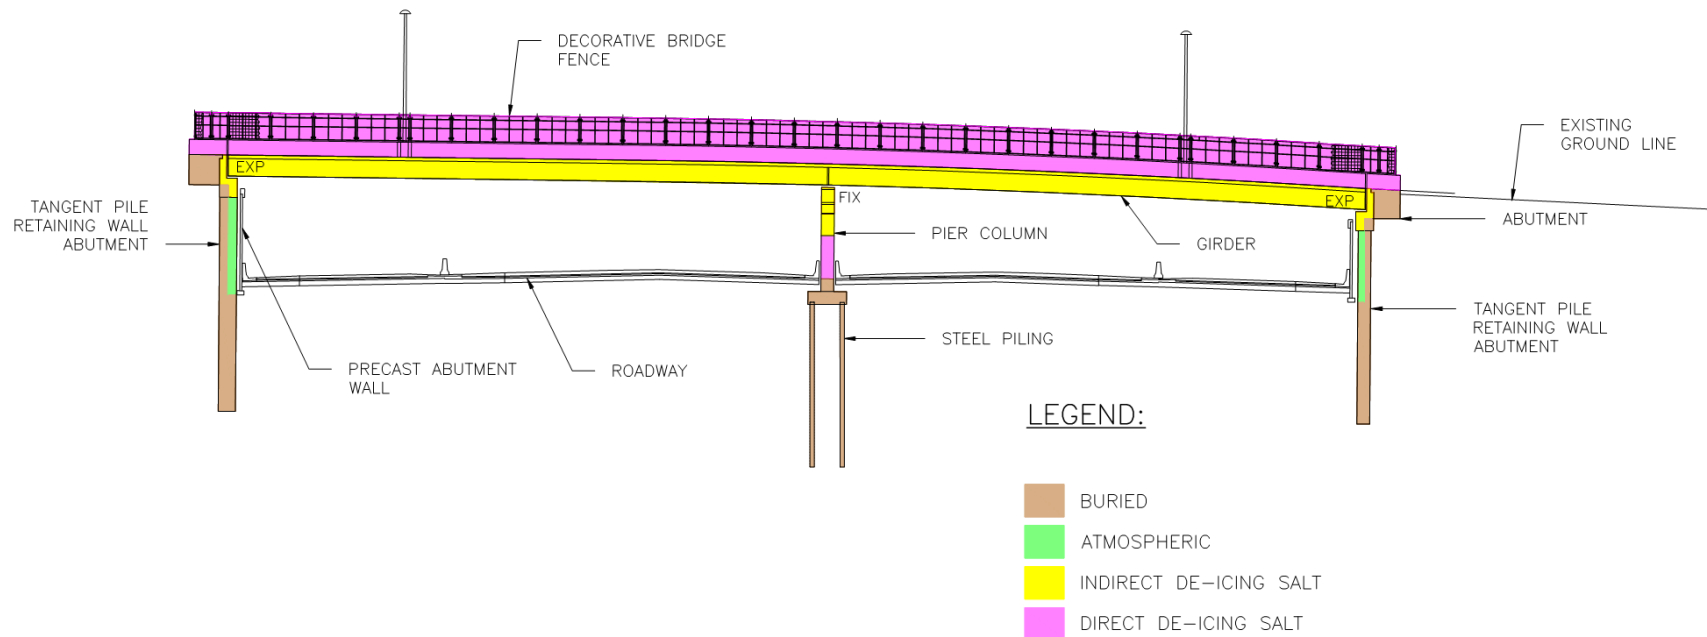 DECORATIVE BRIDGE
FENCE
EXISTING
GROUND LINE
EXP
FIX
EXP
TANGENT PILE
RETAINING WALL
ABUTMENT
PIER COLUMN
GIRDER
ABUTMENT
STEEL PILING
TANGENT PILE
RETAINING WALL
ABUTMENT
PRECAST ABUTMENT
WALL
ROADWAY
LEGEND:
BURIED
ATMOSPHERIC
INDIRECT DE-ICING SALT
DIRECT DE-ICING SALT